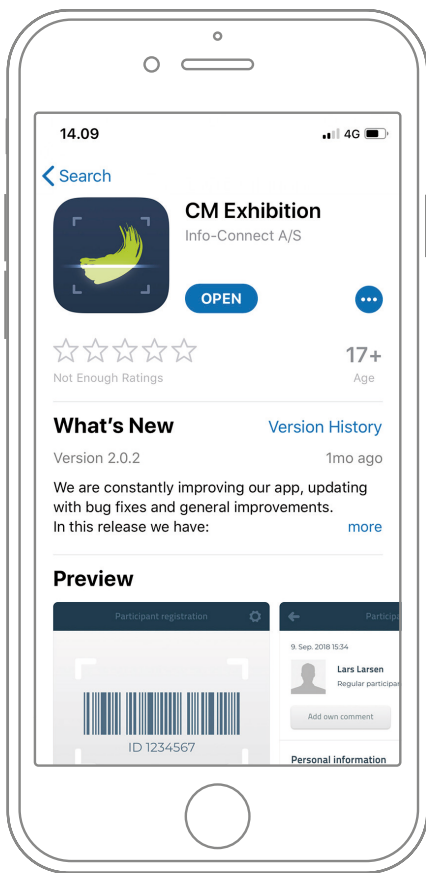 14.09 4G
Search
CM Exhibition
Info-Connect A/S
OPEN
17+
Not Enough Ratings Age
What's New Version History
Version 2.0.2 1mo ago
We are constantly improving our app, updating
with bug fixes and general improvements.
In this release we have: more
Preview
Participant registration
ID 1234567
Particip
9. Sep. 2018 15:34
Lars Larsen
Regular participan
Add own comment
Personal information